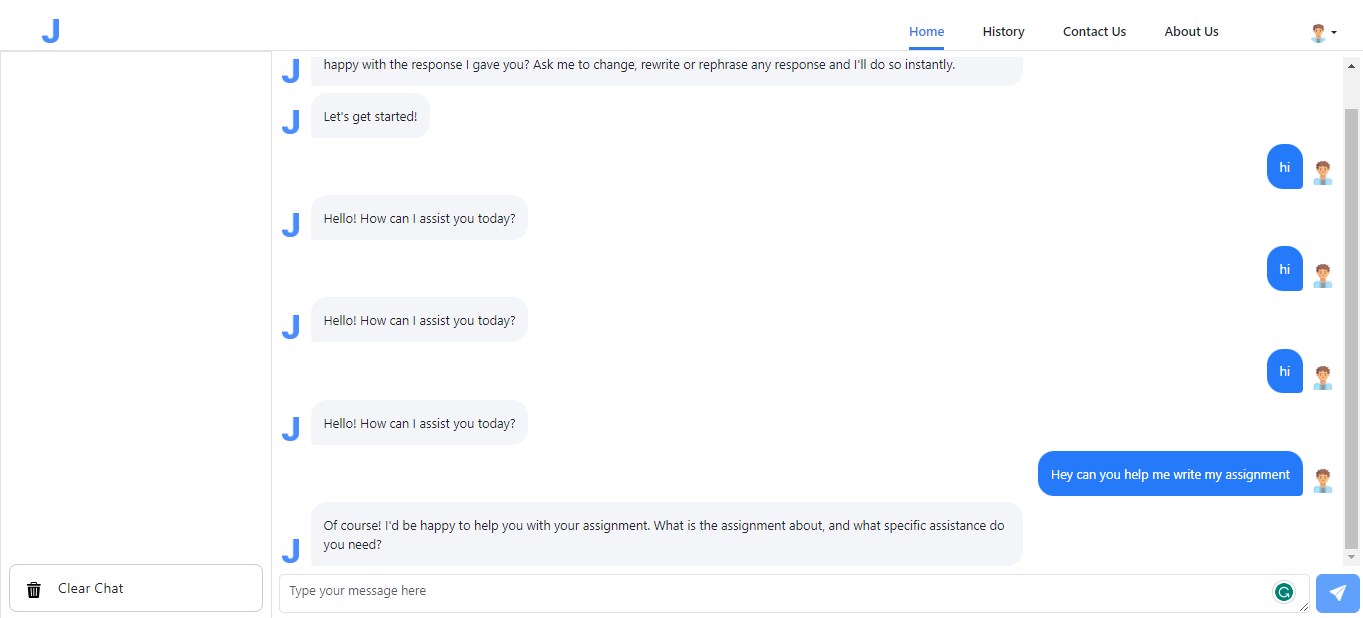 J
Home
History
Contact Us
About Us
J
happy with the response I gave you? Ask me to change, rewrite or rephrase any response and I'll do so instantly.
J
Let's get started!
hi
J
Hello! How can I assist you today?
hi
J
Hello! How can I assist you today?
hi
J
Hello! How can I assist you today?
Hey can you help me write my assignment
J
Of course! I'd be happy to help you with your assignment. What is the assignment about, and what specific assistance do
you need?
Clear Chat
Type your message here
G